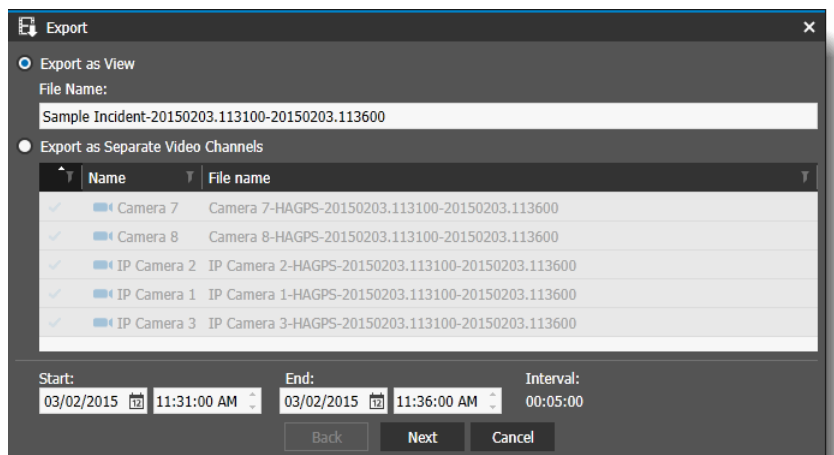 Export
Export as View
File Name:
Sample Incident-20150203.113100-20150203.113600
Export as Separate Video Channels
Name File name
Camera 7 Camera 7-HAGPS-20150203.113100-20150203.113600
Camera 8 Camera 8-HAGPS-20150203.113100-20150203.113600
IP Camera 2 IP Camera 2-HAGPS-20150203.113100-20150203.113600
IP Camera 1 IP Camera 1-HAGPS-20150203.113100-20150203.113600
IP Camera 3 IP Camera 3-HAGPS-20150203.113100-20150203.113600
Start: End: Interval:
03/02/2015 12 11:31:00 AM 03/02/2015 12 11:36:00 AM 00:05:00
Back Next Cancel